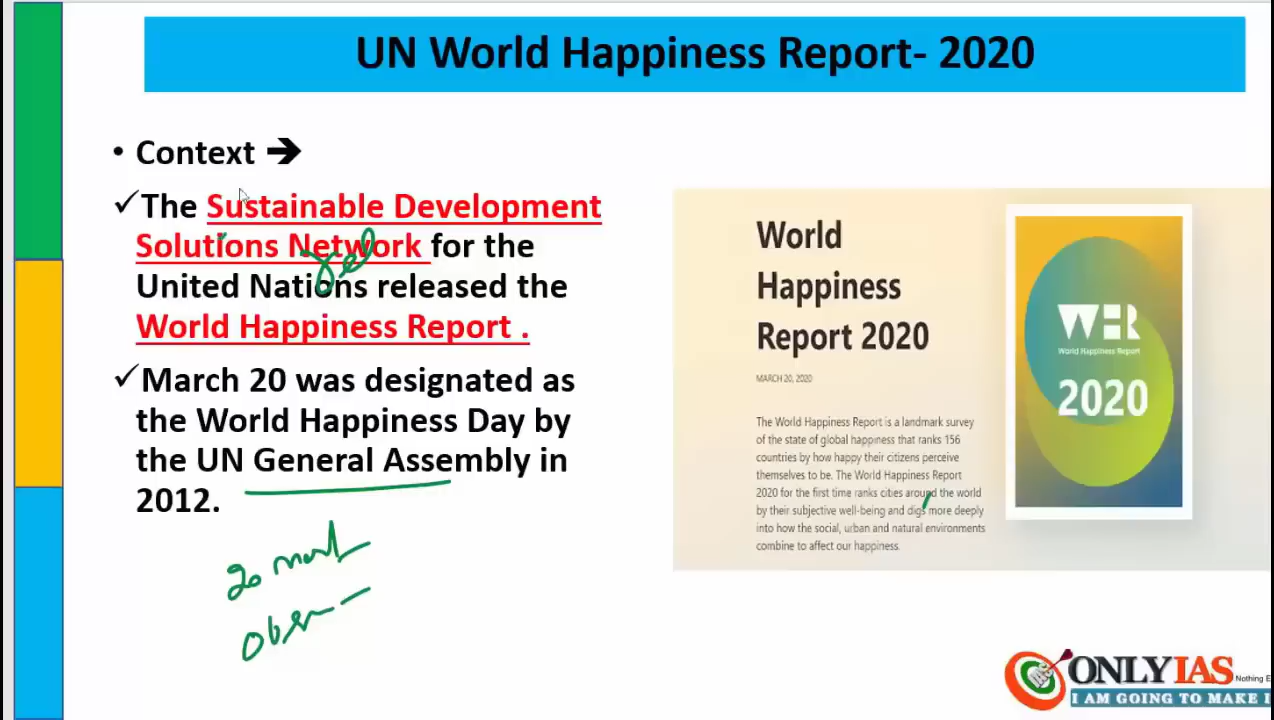 UN World Happiness Report- 2020
• Context ➔
✓The Sustainable Development
Solutions Network for the
United Nations released the
World Happiness Report .
✓March 20 was designated as
the World Happiness Day by
the UN General Assembly in
2012.
World
Happiness
Report 2020
MARCH 20, 2020
The World Happiness Report is a landmark survey
of the state of global happiness that ranks 156
countries by how happy their citizens perceive
themselves to be. The World Happiness Report
2020 for the first time ranks cities around the world
by their subjective well-being and digs more deeply
into how the social, urban and natural environments
combine to affect our happiness.
WHR
World Happiness Report
2020
20
ONLYIAS
Nothing E
I AM GOING TO MAKE I